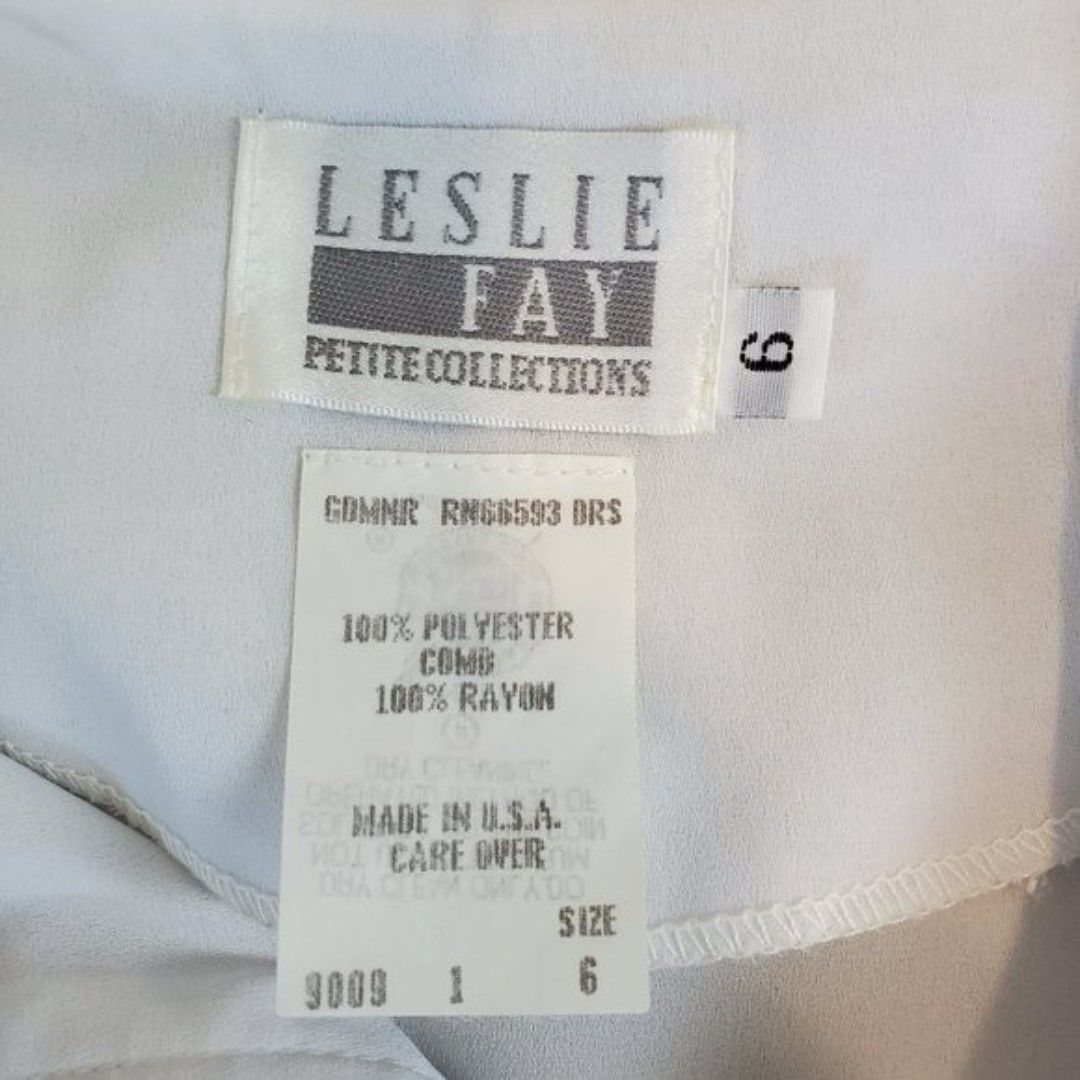 LESLIE
FAY
PETITE COLLECTIONS
6
GDMNR RN66593 DRS
100% POLYESTER
COMB
100% RAYON
MADE IN U.S.A.
CARE OVER
SIZE
9009 1 6